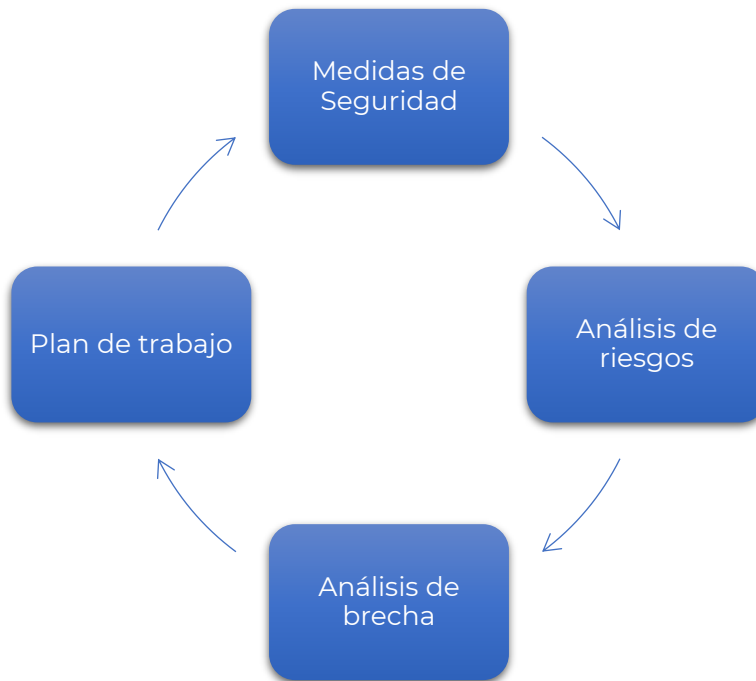 Medidas de
Seguridad
Plan de trabajo
Análisis de
riesgos
Análisis de
brecha